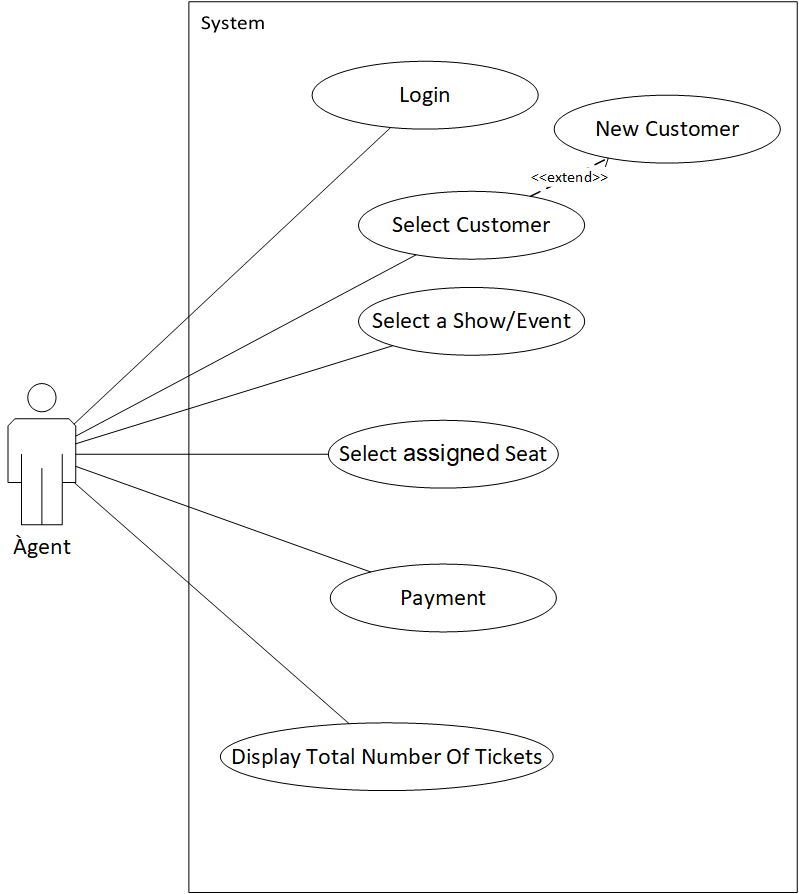 System
Login
New Customer
<<extend>>
Select Customer
Select a Show/Event
Select assigned Seat
Àgent
Payment
Display Total Number Of Tickets